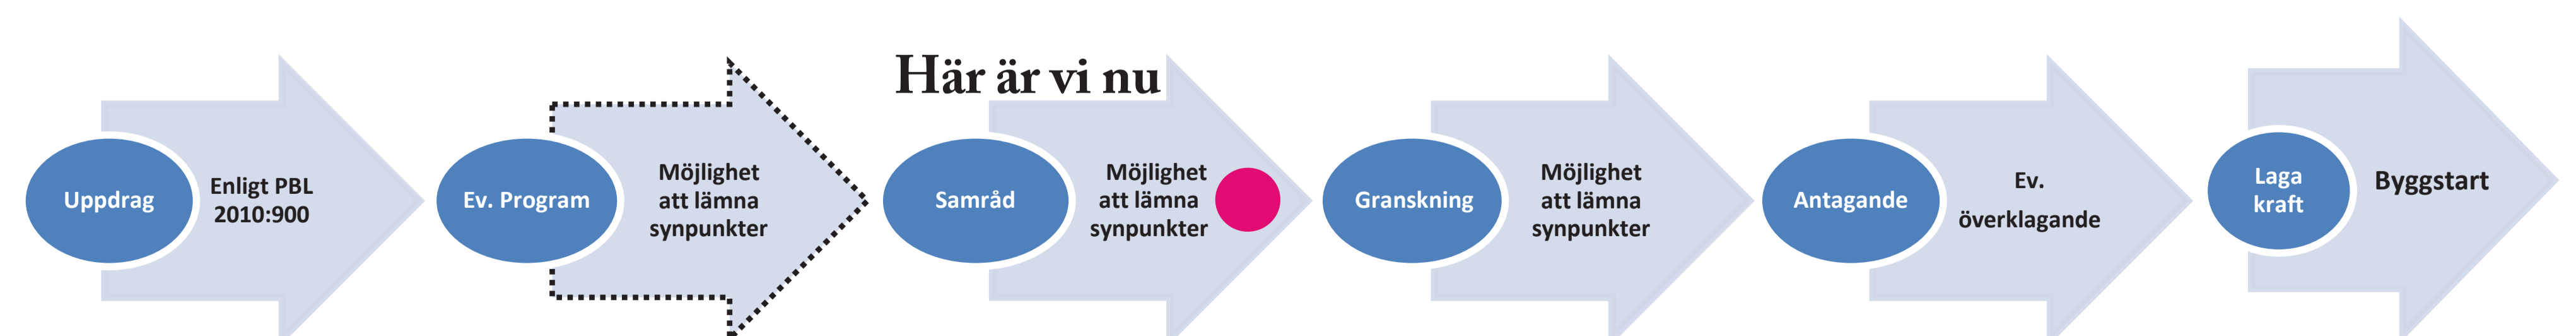 Här är vi nu
Uppdrag
Enligt PBL
2010:900
Ev. Program
Möjlighet
att lämna
synpunkter
Samråd
Möjlighet
att lämna
synpunkter
Granskning
Möjlighet
att lämna
synpunkter
Antagande
Ev.
överklagande
Laga
kraft
Byggstart